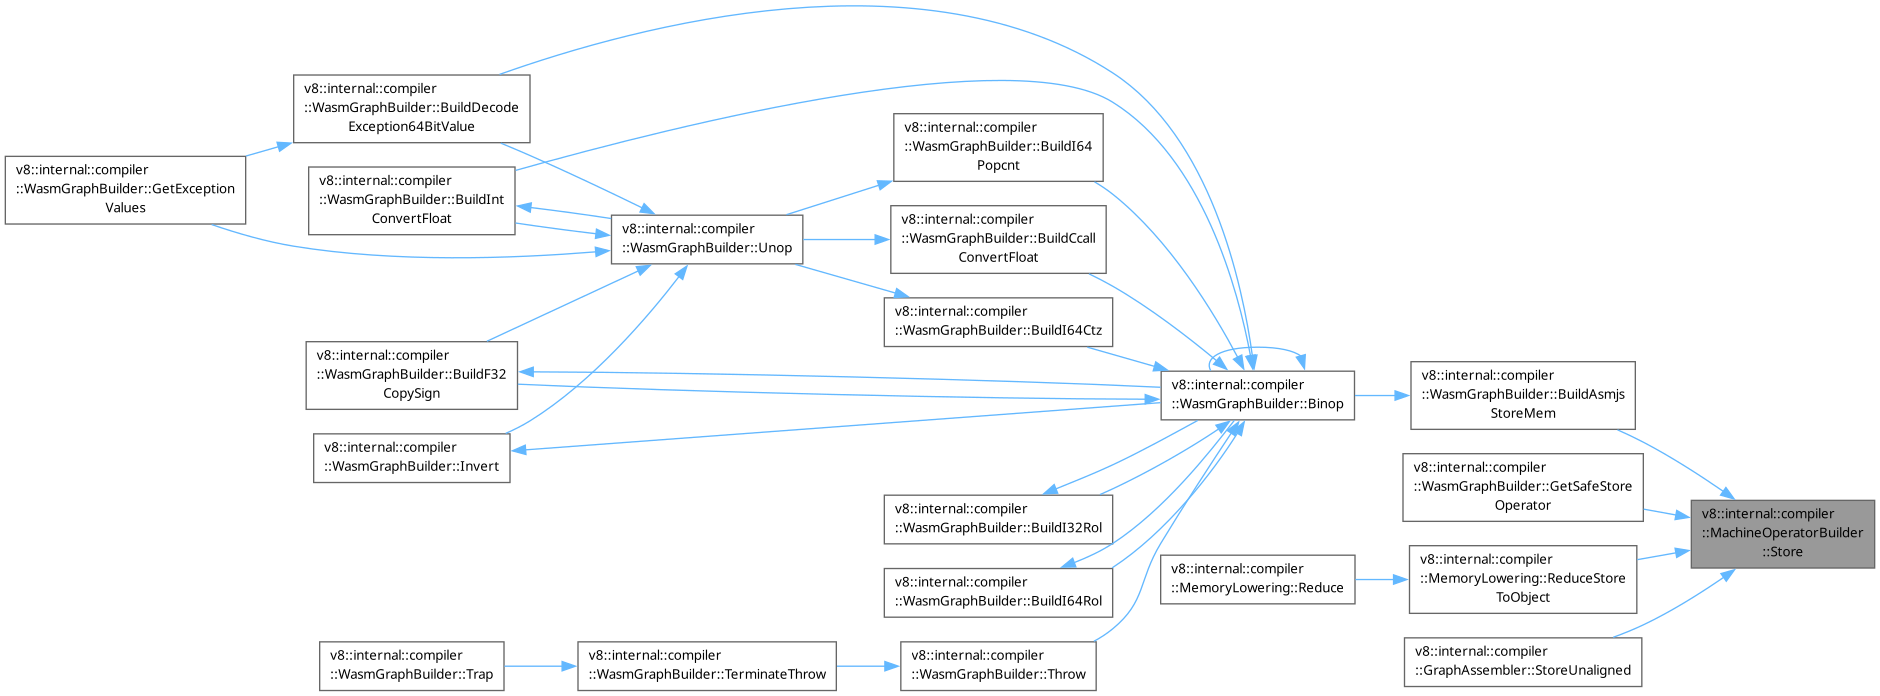 v8::internal::compiler
::WasmGraphBuilder::BuildDecode
Exception64BitValue
v8::internal::compiler
::WasmGraphBuilder::GetException
Values
v8::internal::compiler
::WasmGraphBuilder::BuildInt
ConvertFloat
v8::internal::compiler
::WasmGraphBuilder::Unop
v8::internal::compiler
::WasmGraphBuilder::BuildI64
Popcnt
v8::internal::compiler
::WasmGraphBuilder::BuildCcall
ConvertFloat
v8::internal::compiler
::WasmGraphBuilder::BuildI64Ctz
v8::internal::compiler
::WasmGraphBuilder::BuildF32
CopySign
v8::internal::compiler
::WasmGraphBuilder::Invert
v8::internal::compiler
::WasmGraphBuilder::Binop
v8::internal::compiler
::WasmGraphBuilder::BuildAsmjs
StoreMem
v8::internal::compiler
::WasmGraphBuilder::GetSafeStore
Operator
v8::internal::compiler
::MachineOperatorBuilder
::Store
v8::internal::compiler
::WasmGraphBuilder::BuildI32Rol
v8::internal::compiler
::WasmGraphBuilder::BuildI64Rol
v8::internal::compiler
::MemoryLowering::Reduce
v8::internal::compiler
::MemoryLowering::ReduceStore
ToObject
v8::internal::compiler
::WasmGraphBuilder::Trap
v8::internal::compiler
::WasmGraphBuilder::TerminateThrow
v8::internal::compiler
::WasmGraphBuilder::Throw
v8::internal::compiler
::GraphAssembler::StoreUnaligned